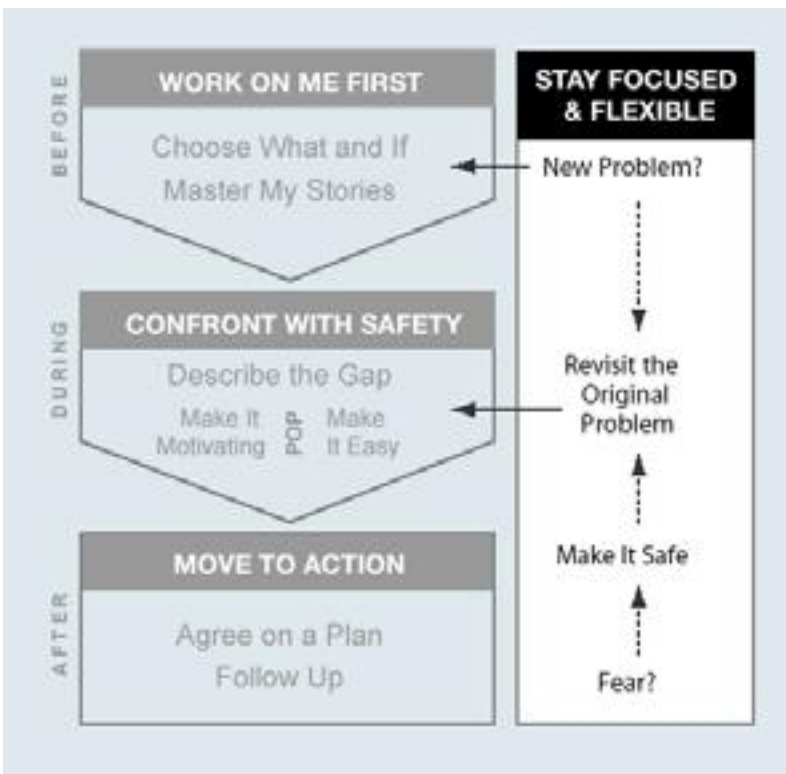 BEFORE
WORK ON ME FIRST
Choose What and If
Master My Stories
DURING
CONFRONT WITH SAFETY
Describe the Gap
Make It
Motivating
POP
Make
It Easy
AFTER
MOVE TO ACTION
Agree on a Plan
Follow Up
STAY FOCUSED
& FLEXIBLE
New Problem?
Revisit the
Original
Problem
Make It Safe
Fear?